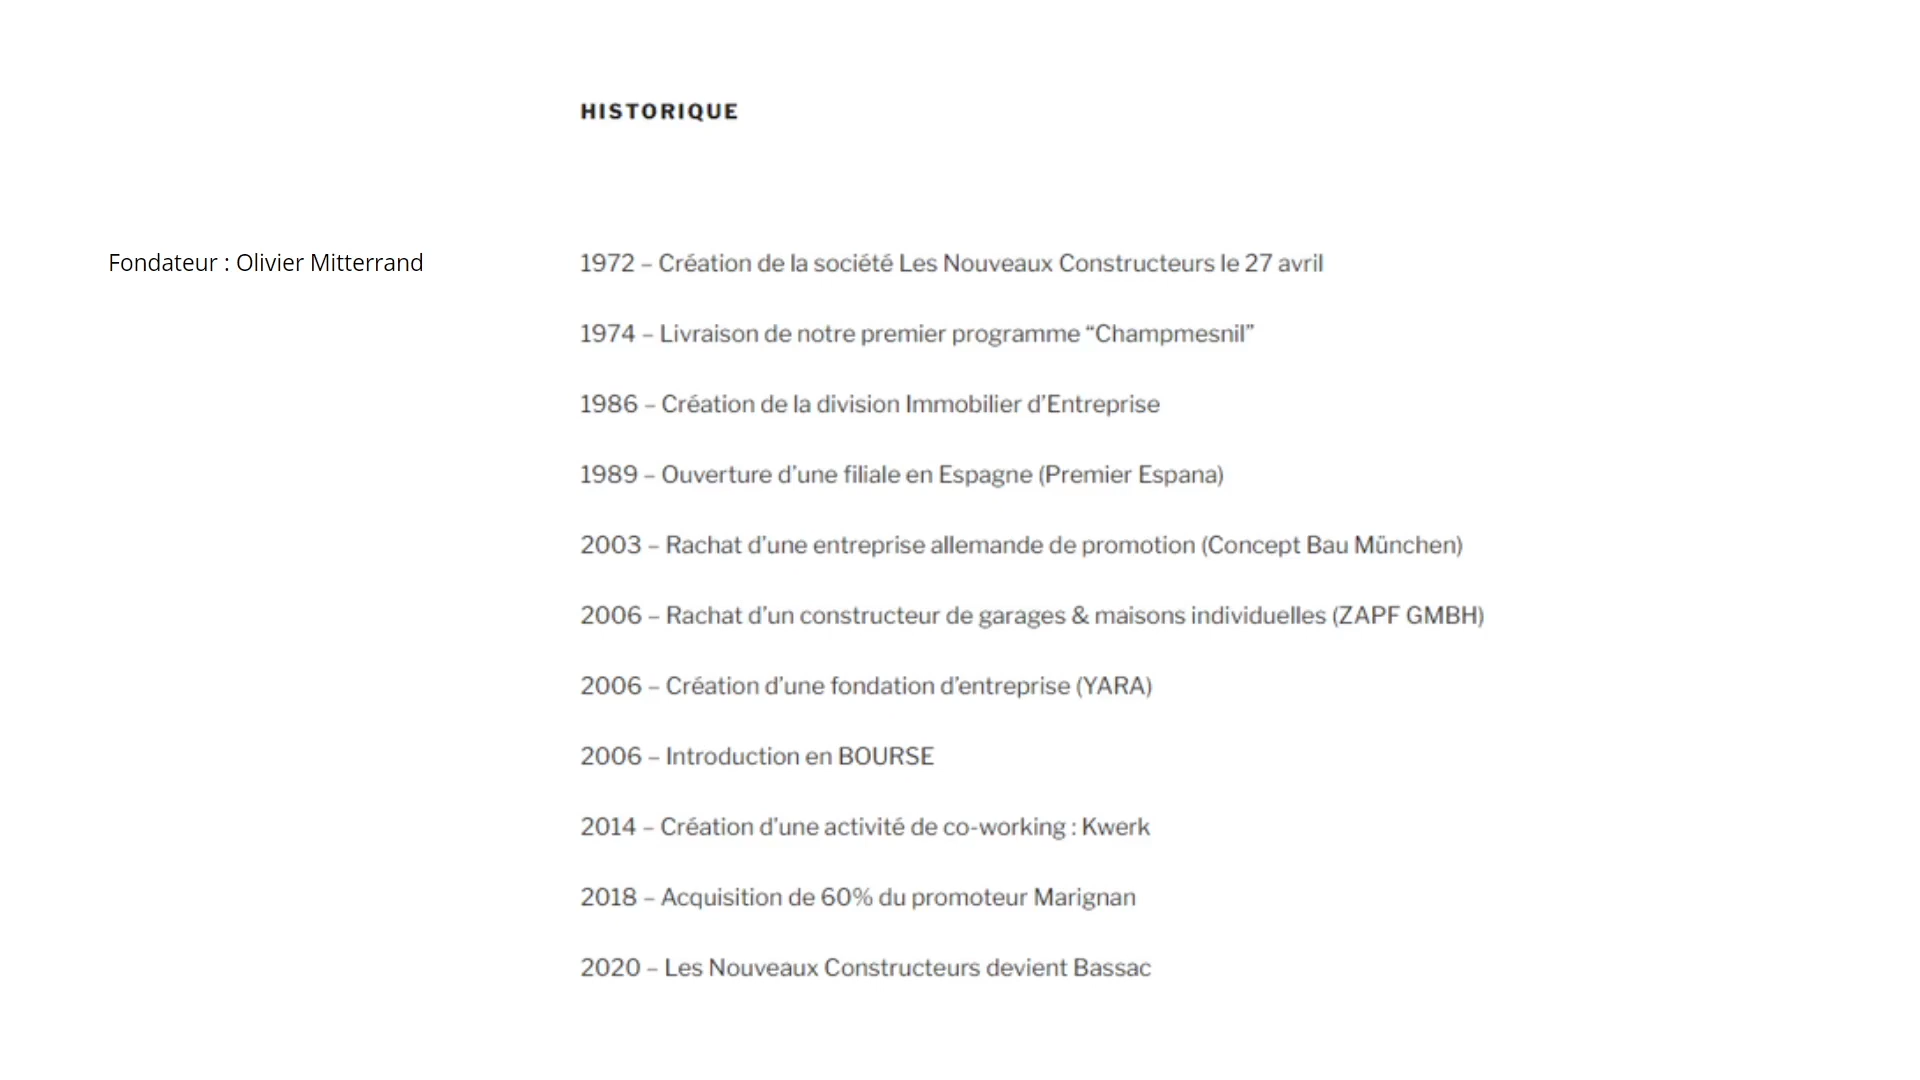 HISTORIQUE
Fondateur : Olivier Mitterrand
1972 – Création de la société Les Nouveaux Constructeurs le 27 avril
1974 – Livraison de notre premier programme “Champmesnil”
1986 – Création de la division Immobilier d’Entreprise
1989 – Ouverture d’une filiale en Espagne (Premier Espana)
2003 – Rachat d’une entreprise allemande de promotion (Concept Bau München)
2006 – Rachat d’un constructeur de garages & maisons individuelles (ZAPF GMBH)
2006 – Création d’une fondation d’entreprise (YARA)
2006 – Introduction en BOURSE
2014 – Création d’une activité de co-working : Kwerk
2018 – Acquisition de 60% du promoteur Marignan
2020 – Les Nouveaux Constructeurs devient Bassac